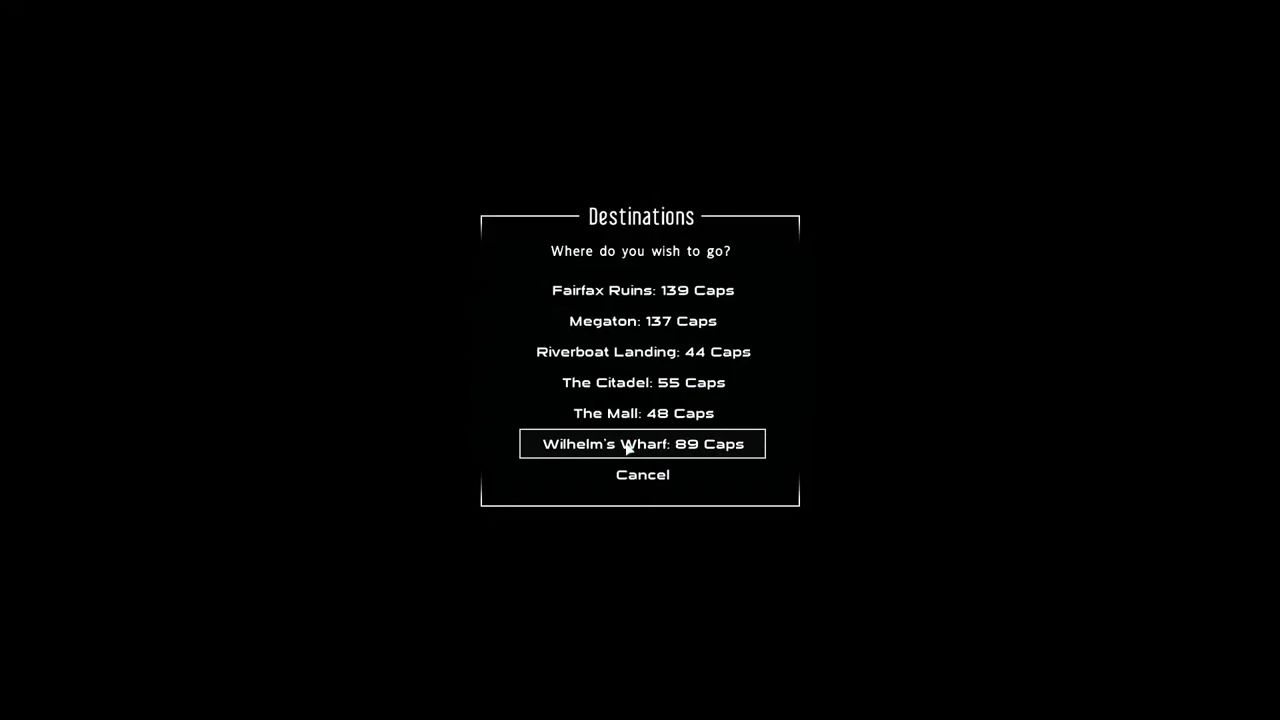 Destinations
Where do you wish to go?
Fairfax Ruins: 139 Caps
Megaton: 137 Caps
Riverboat Landing: 44 Caps
The Citadel: 55 Caps
The Mall: 48 Caps
Wilhelm's Wharf: 89 Caps
Cancel